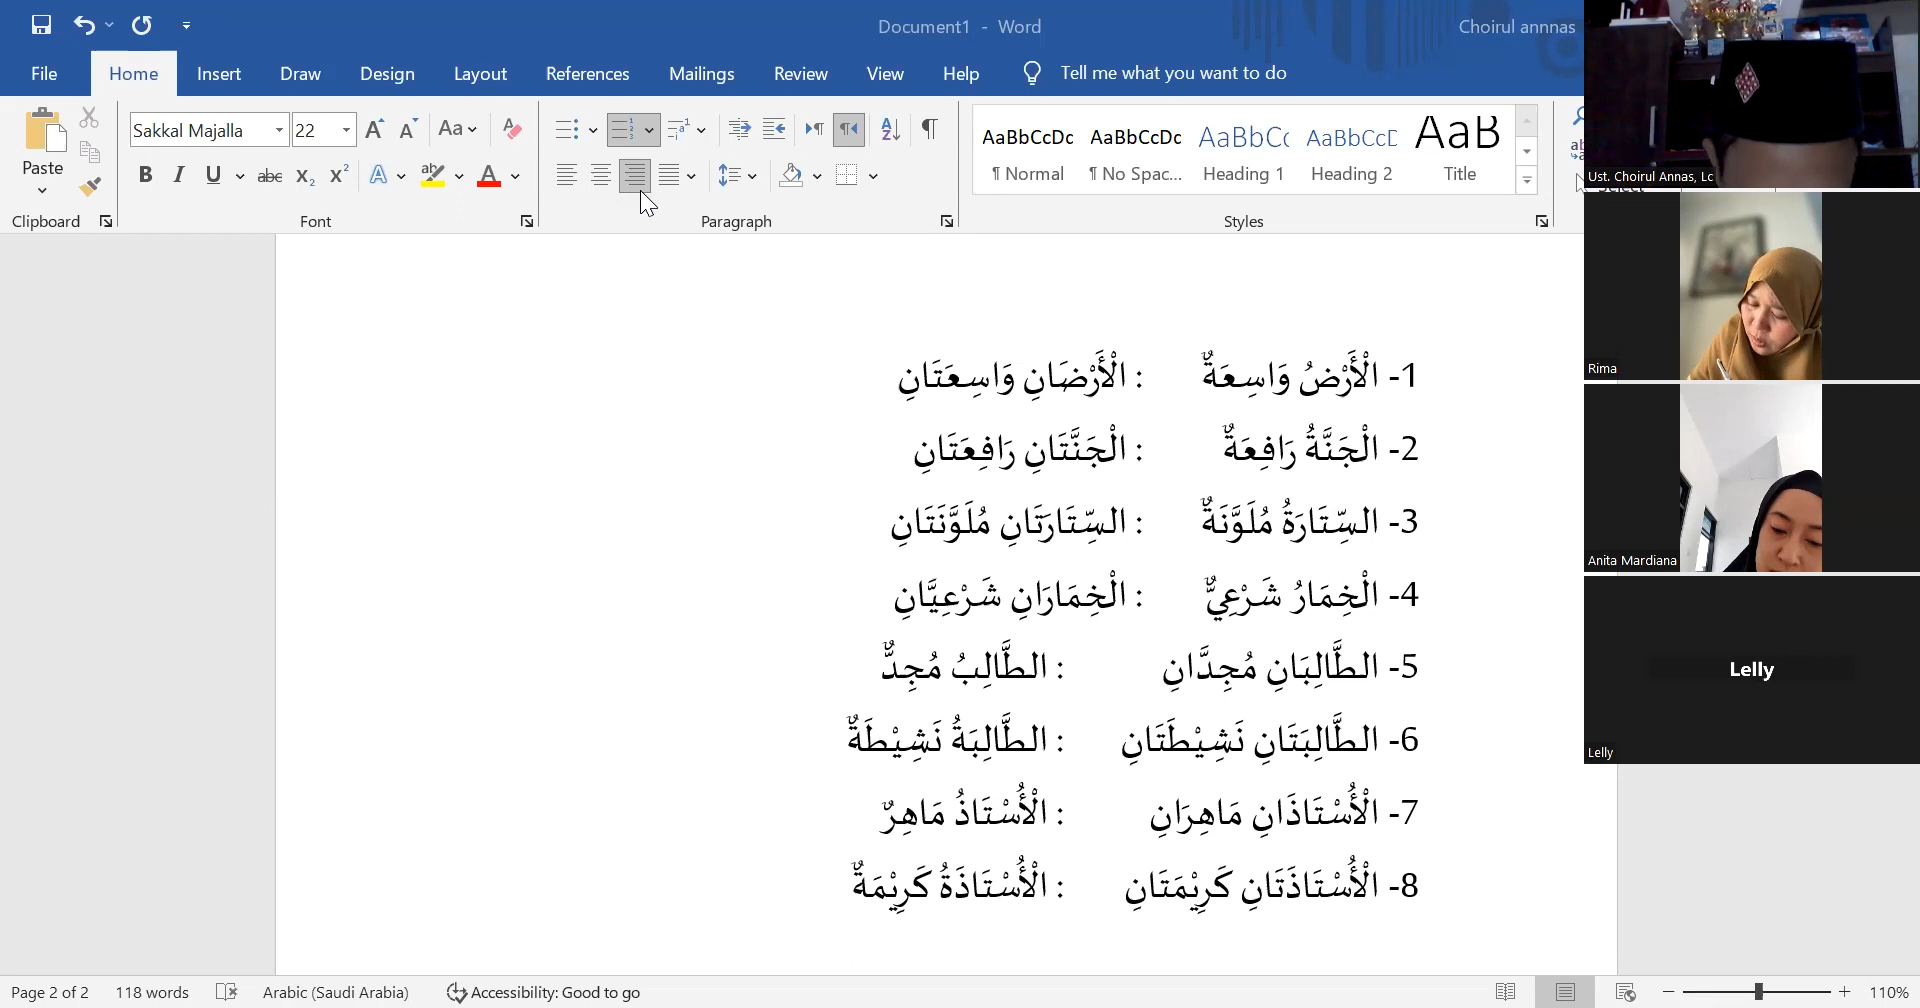 Document1 - Word
Choirul annnas
File Home Insert Draw Design Layout References Mailings Review View Help Tell me what you want to do
Sakkal Majalla 22
Paste
Clipboard Font Paragraph Styles
AaBbCcDc AaBbCcDc AaBbCc AaBbCcD AaB
¶ Normal ¶ No Spac... Heading 1 Heading 2 Title
Select
Ust. Choirul Annas, Lc
Rima
Anita Mardiana
Lelly
Lelly
1- الْأَرْضُ وَاسِعَةٌ : الْأَرْضَانِ وَاسِعَتَانِ
2- الْجَنَّةُ رَافِعَةٌ : الْجَنَّتَانِ رَافِعَتَانِ
3- السِّتَارَةُ مُلَوَّنَةٌ : السِّتَارَتَانِ مُلَوَّنَتَانِ
4- الْخِمَارُ شَرْعِيٌّ : الْخِمَارَانِ شَرْعِيَّانِ
5- الطَّالِبَانِ مُجِدَّانِ : الطَّالِبُ مُجِدٌّ
6- الطَّالِبَتَانِ نَشِيْطَتَانِ : الطَّالِبَةُ نَشِيْطَةٌ
7- الْأُسْتَاذَانِ مَاهِرَانِ : الْأُسْتَاذُ مَاهِرٌ
8- الْأُسْتَاذَتَانِ كَرِيْمَتَانِ : الْأُسْتَاذَةُ كَرِيْمَةٌ
Page 2 of 2 118 words Arabic (Saudi Arabia) Accessibility: Good to go 110%